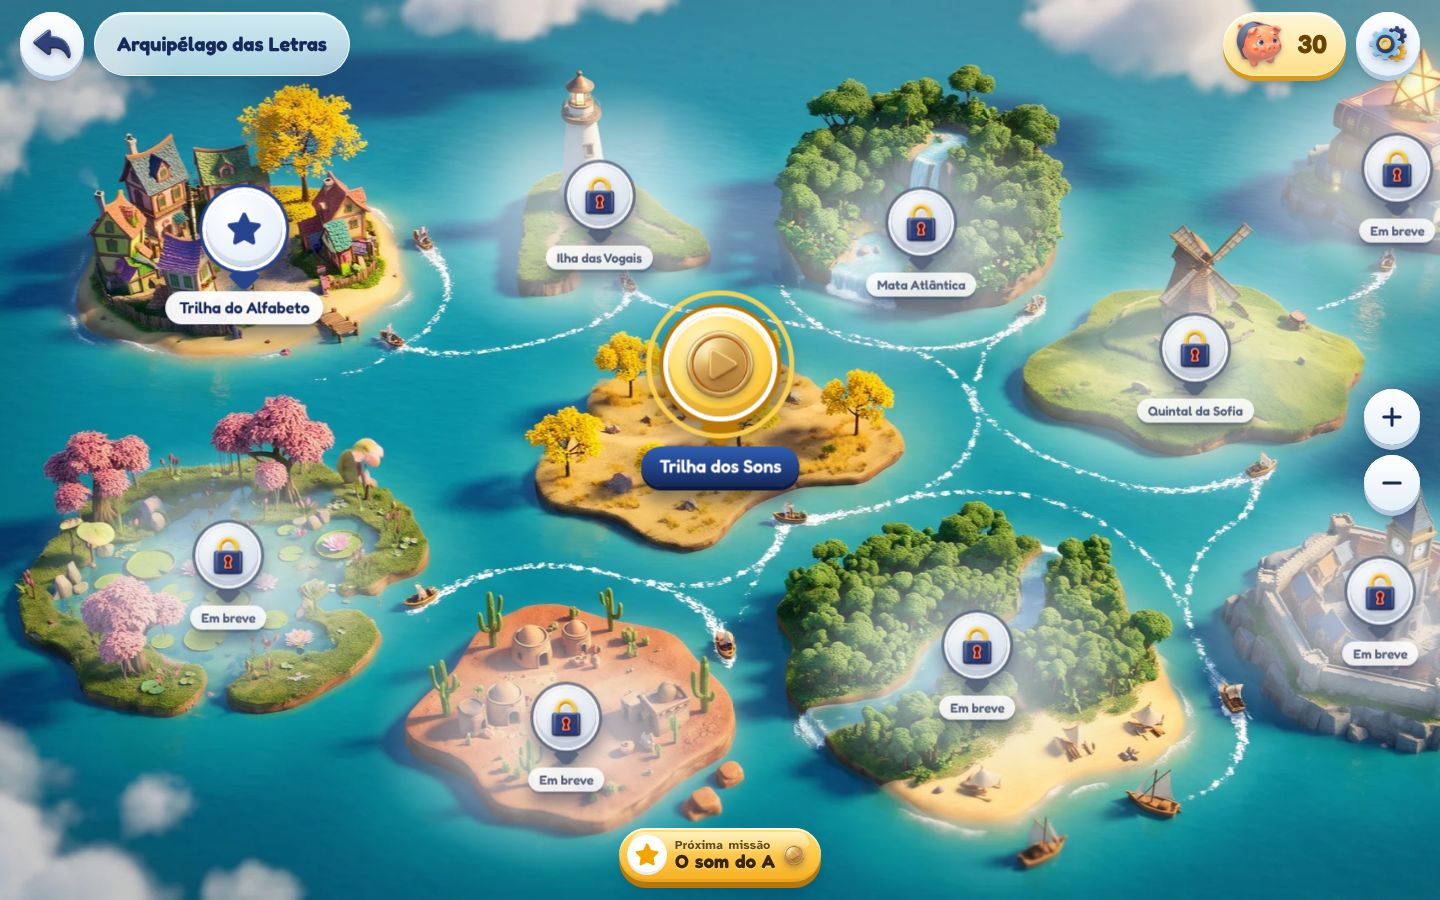 Arquipélago das Letras
30
Trilha do Alfabeto
Ilha das Vogais
Mata Atlântica
Em breve
Quintal da Sofia
Trilha dos Sons
+
−
Em breve
Em breve
Em breve
Em breve
Próxima missão
O som do A